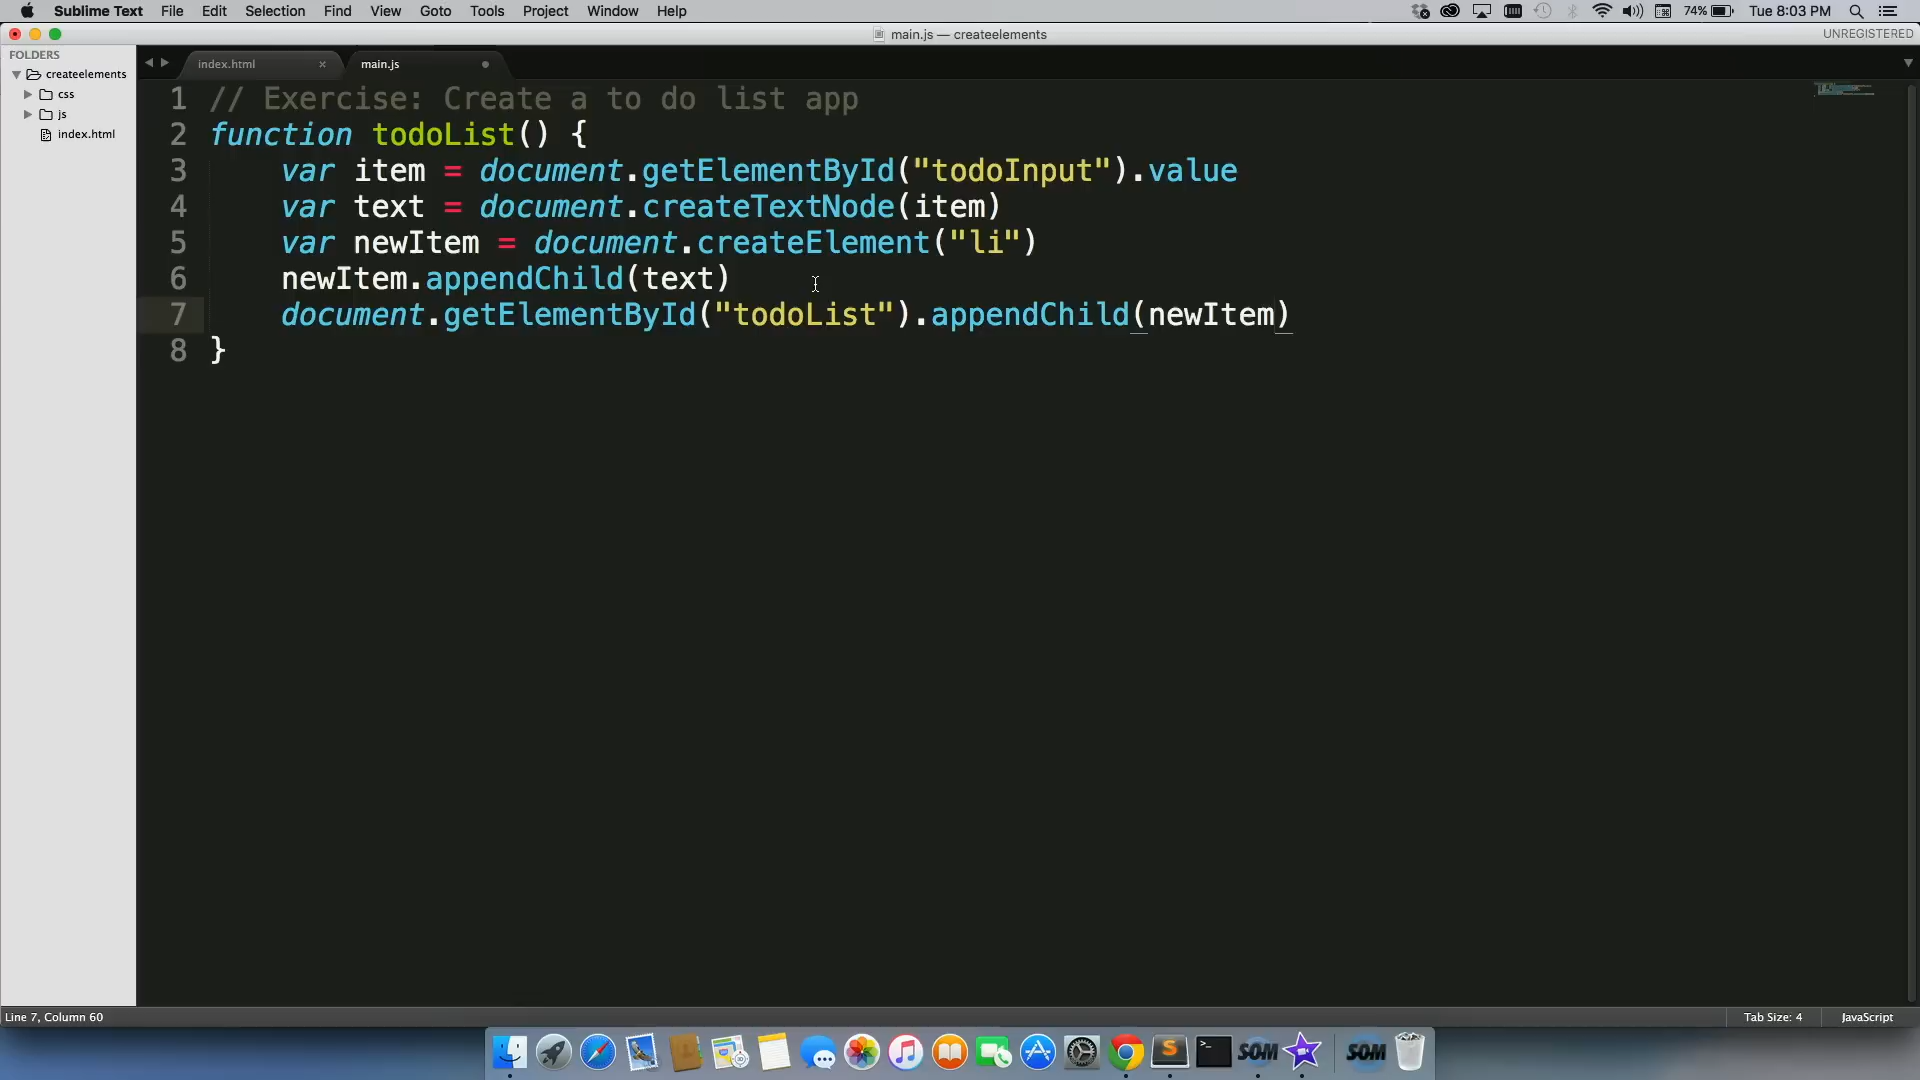 Sublime Text File Edit Selection Find View Goto Tools Project Window Help 74% Tue 8:03 PM
main.js — createelements UNREGISTERED
FOLDERS
createelements
css
js
index.html
index.html × main.js
1 // Exercise: Create a to do list app
2 function todoList() {
3 var item = document.getElementById("todoInput").value
4 var text = document.createTextNode(item)
5 var newItem = document.createElement("li")
6 newItem.appendChild(text)
7 document.getElementById("todoList").appendChild(newItem)
8 }
Line 7, Column 60 Tab Size: 4 JavaScript
SOM SOM